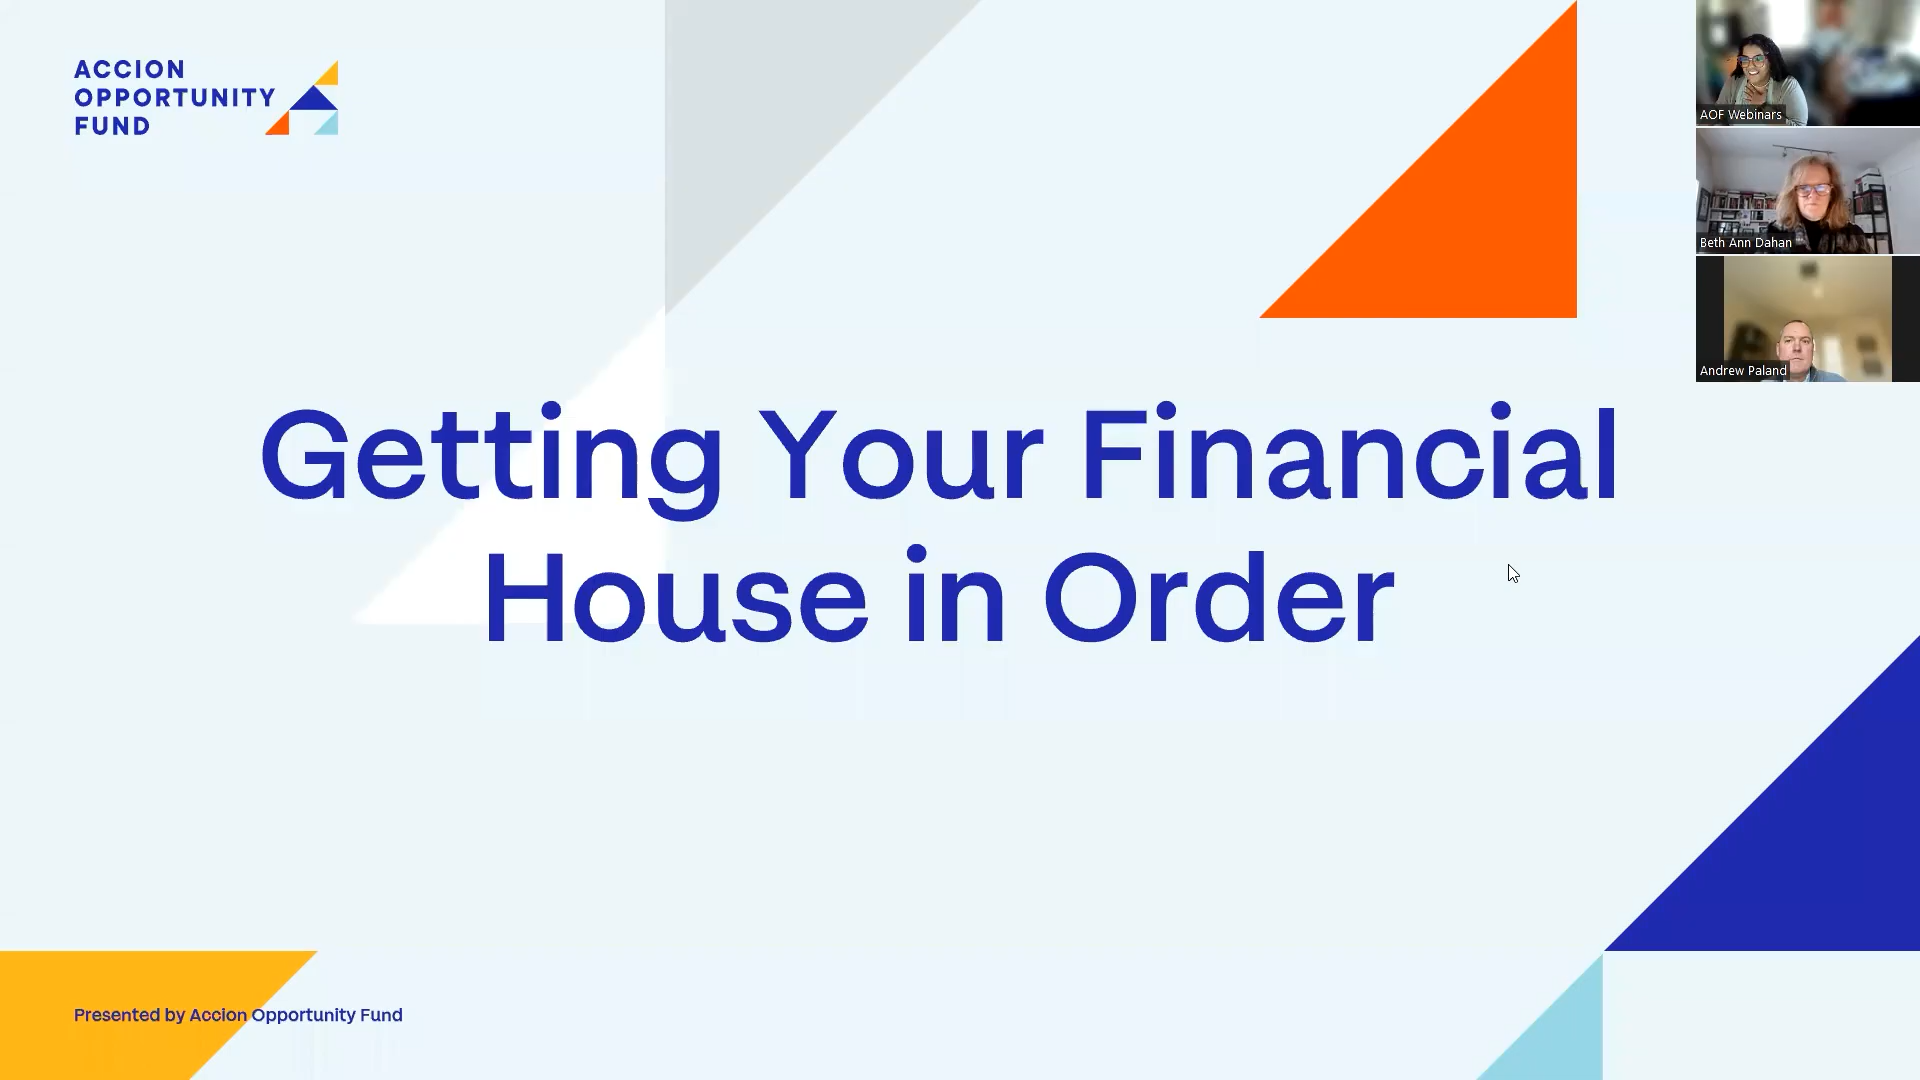 ACCION
OPPORTUNITY
FUND
AOF Webinars
Beth Ann Dahan
Andrew Paland
Getting Your Financial
House in Order
Presented by Accion Opportunity Fund